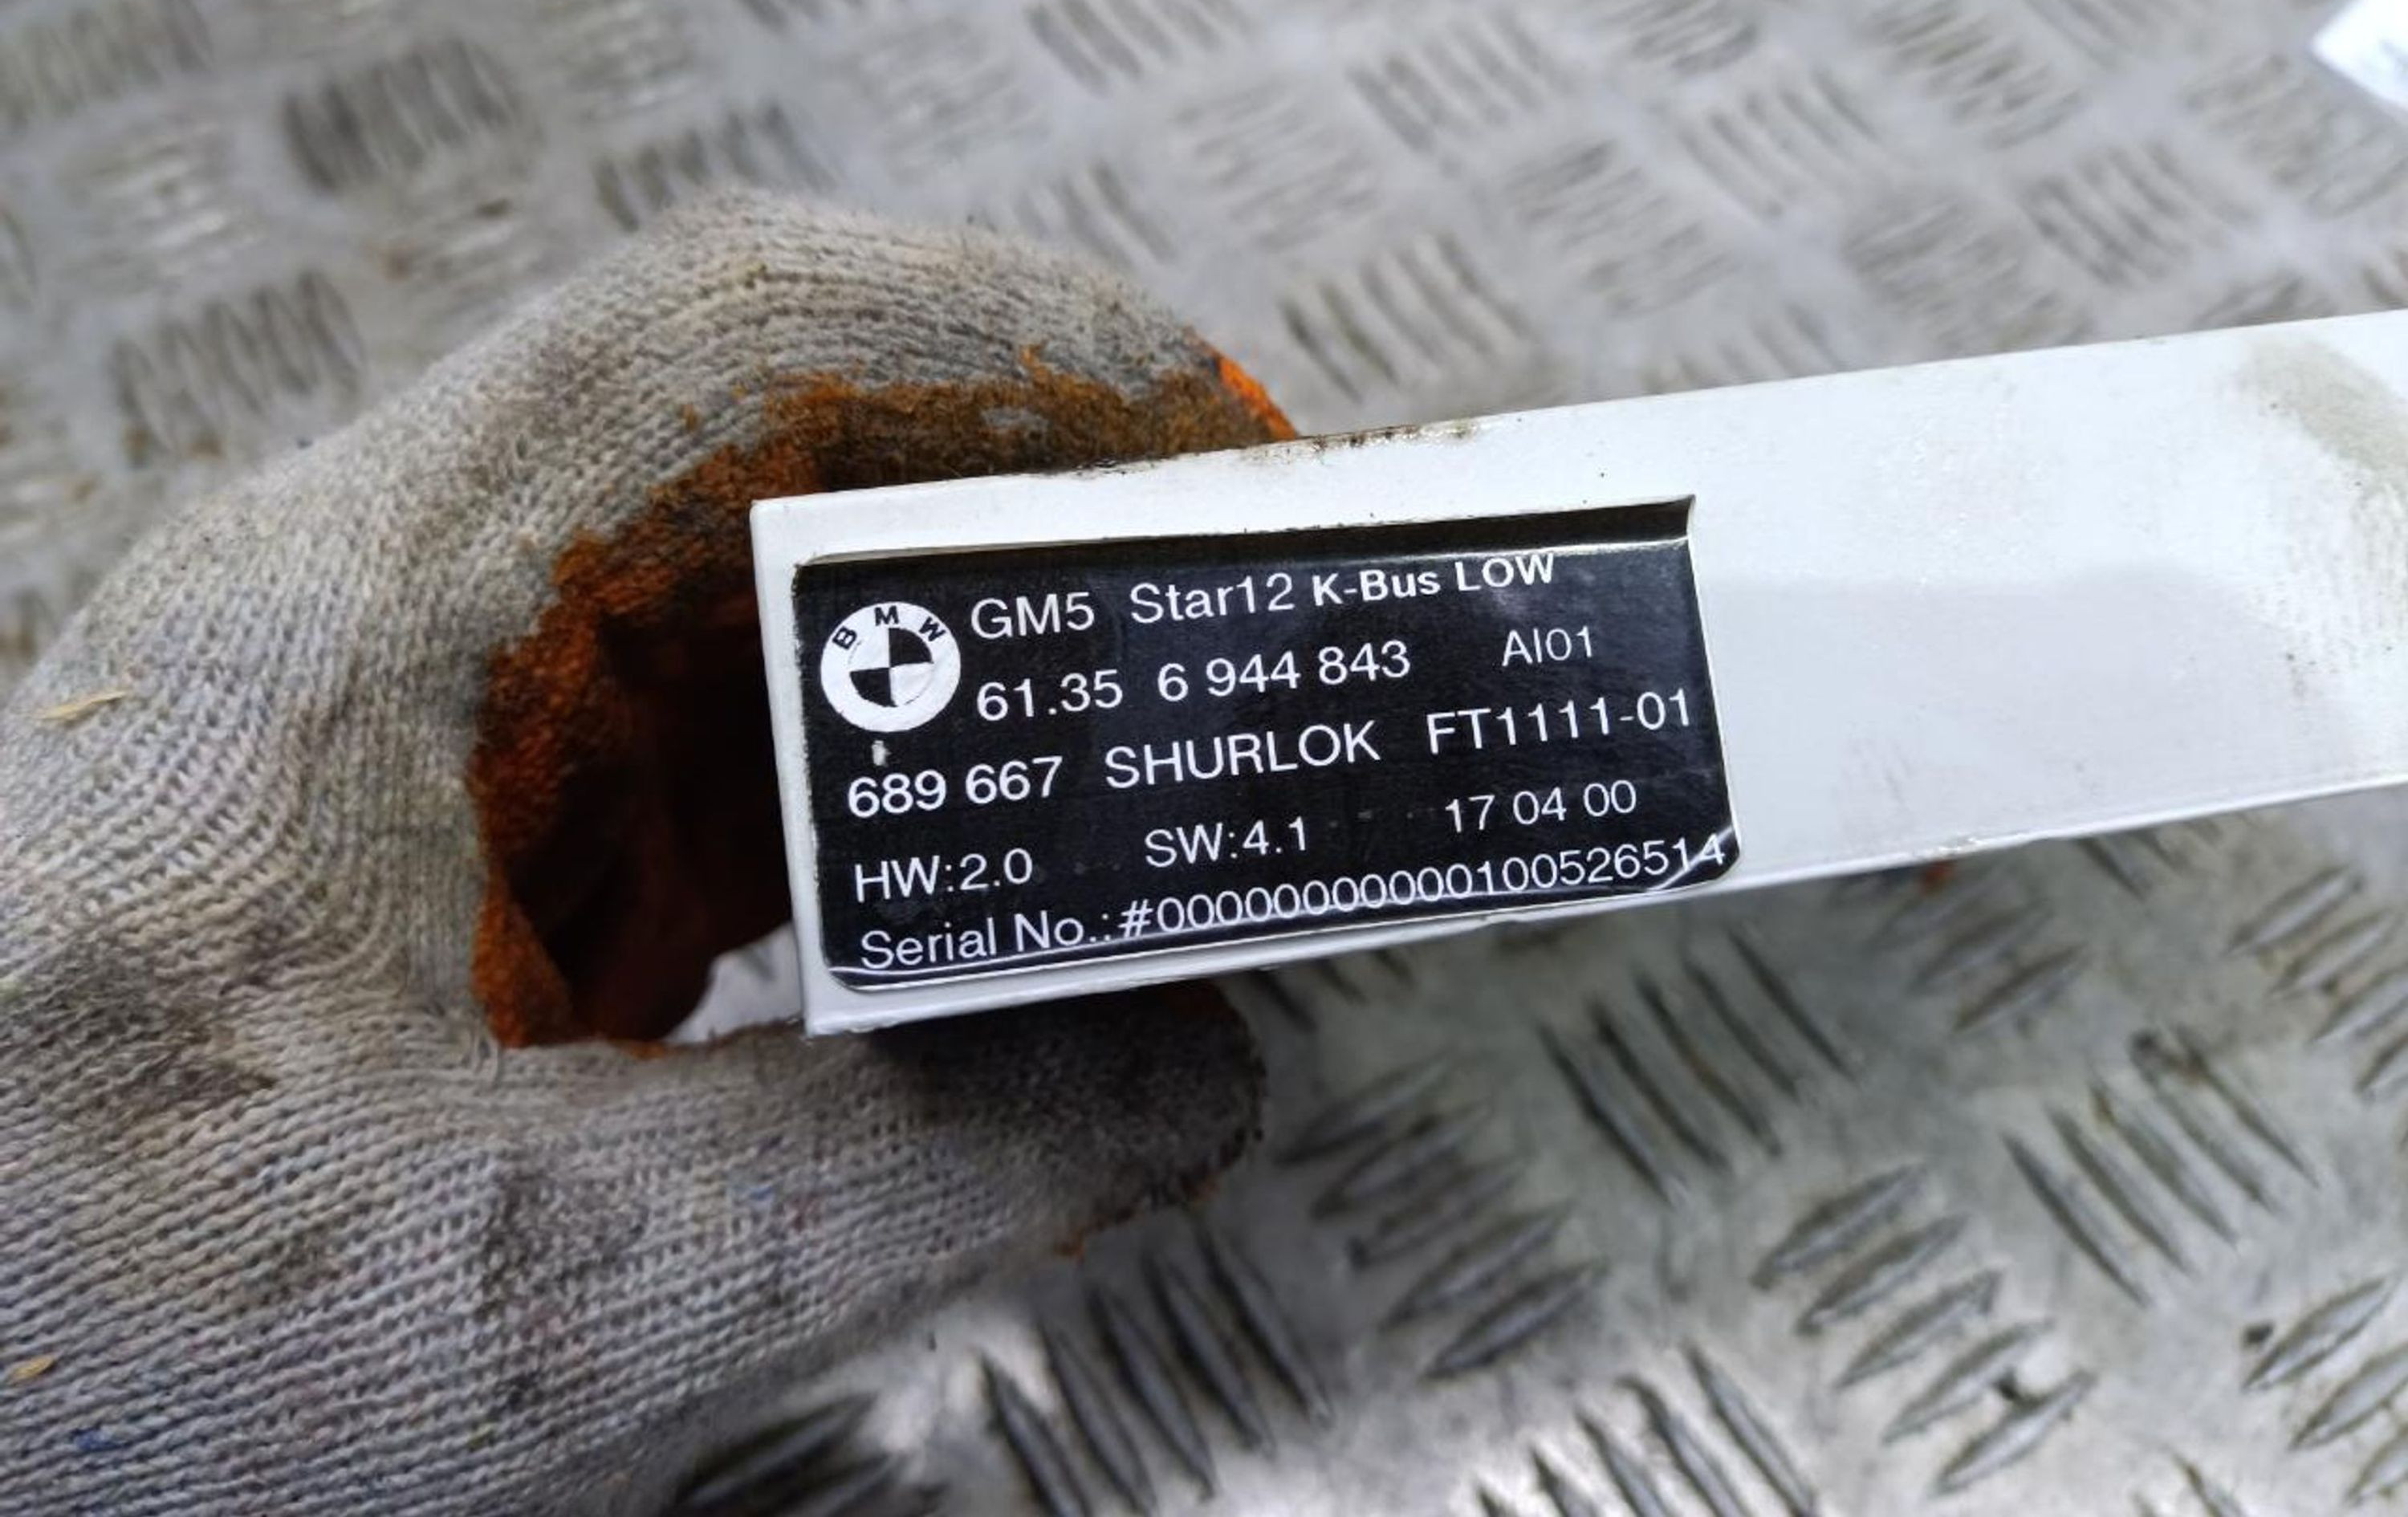 BMW
GM5 Star12 K-Bus LOW
61.35 6 944 843 AI01
689 667 SHURLOK FT1111-01
HW:2.0 SW:4.1 17 04 00
Serial No.:#000000000000100526514